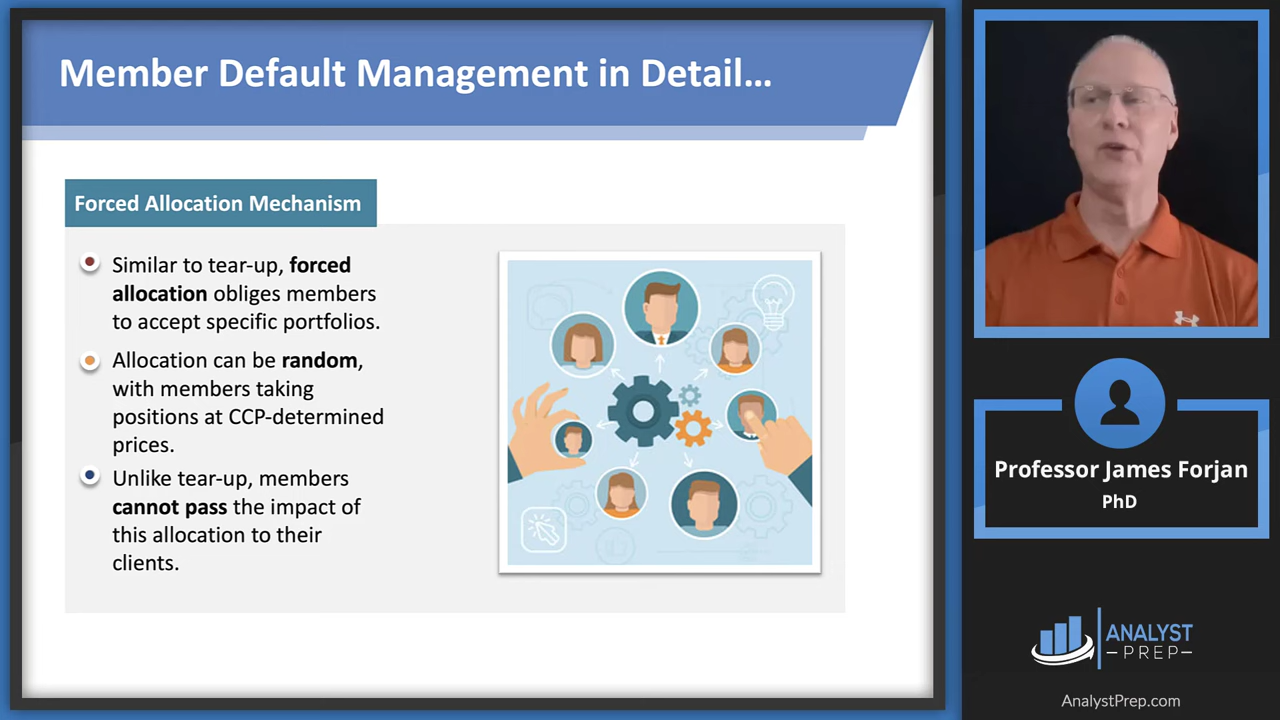 Member Default Management in Detail...
Forced Allocation Mechanism
Similar to tear-up, forced
allocation obliges members
to accept specific portfolios.
Allocation can be random,
with members taking
positions at CCP-determined
prices.
Unlike tear-up, members
cannot pass the impact of
this allocation to their
clients.
Professor James Forjan
PhD
ANALYST
–PREP–
AnalystPrep.com